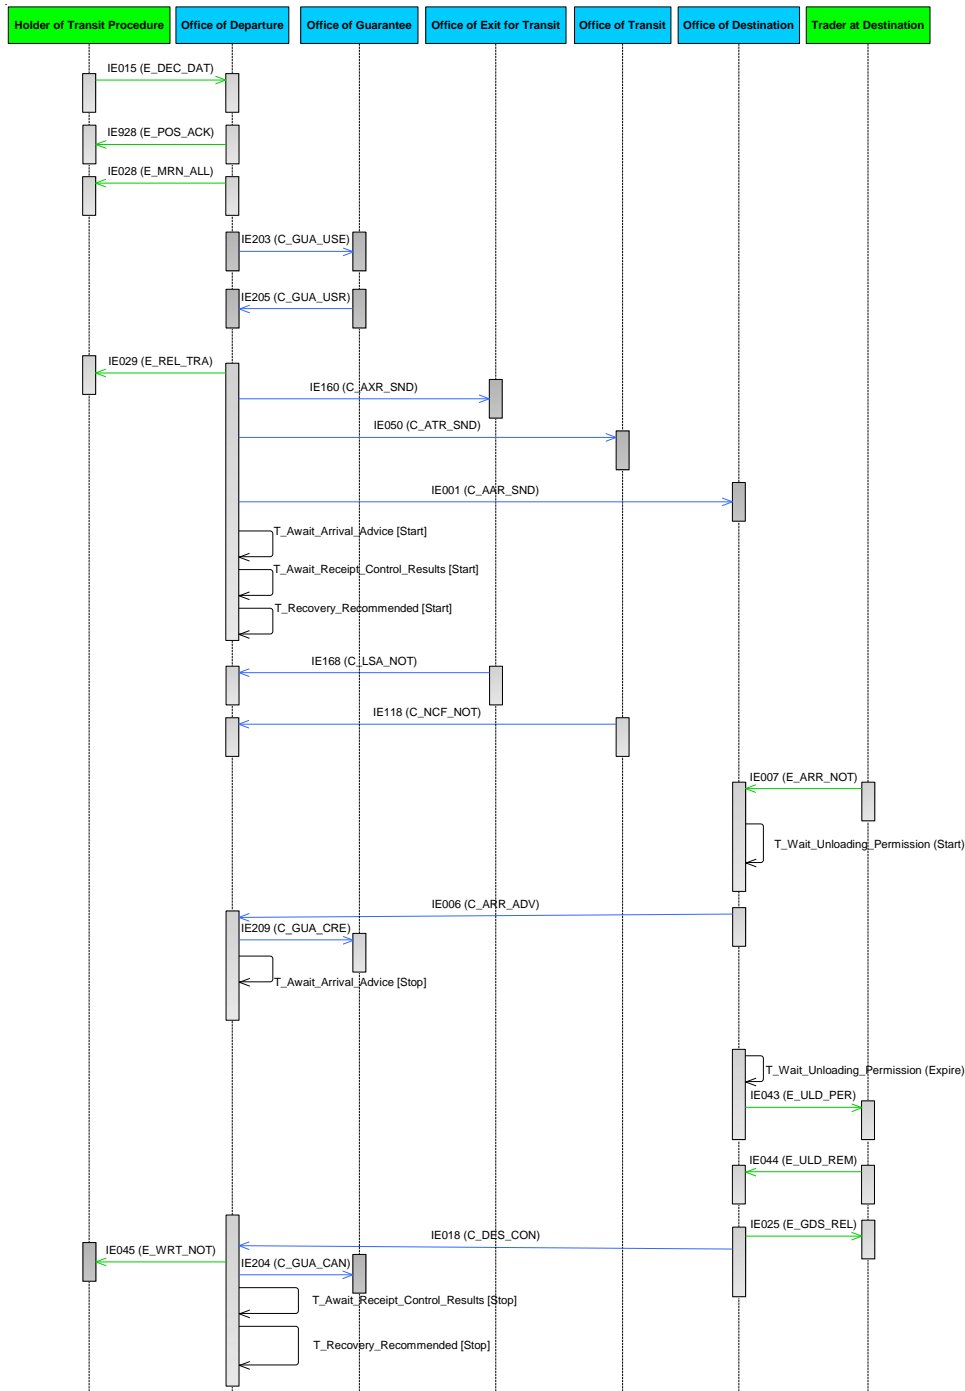 Holder of Transit Procedure
Office of Departure
Office of Guarantee
Office of Exit for Transit
Office of Transit
Office of Destination
Trader at Destination
IE015 (E_DEC_DAT)
IE928 (E_POS_ACK)
IE028 (E_MRN_ALL)
IE203 (C_GUA_USE)
IE205 (C_GUA_USR)
IE029 (E_REL_TRA)
IE160 (C_AXR_SND)
IE050 (C_ATR_SND)
IE001 (C_AAR_SND)
T_Await_Arrival_Advice [Start]
T_Await_Receipt_Control_Results [Start]
T_Recovery_Recommended [Start]
IE168 (C_LSA_NOT)
IE118 (C_NCF_NOT)
IE007 (E_ARR_NOT)
T_Wait_Unloading_Permission (Start)
IE006 (C_ARR_ADV)
IE209 (C_GUA_CRE)
T_Await_Arrival_Advice [Stop]
T_Wait_Unloading_Permission (Expire)
IE043 (E_ULD_PER)
IE044 (E_ULD_REM)
IE025 (E_GDS_REL)
IE018 (C_DES_CON)
IE045 (E_WRT_NOT)
IE204 (C_GUA_CAN)
T_Await_Receipt_Control_Results [Stop]
T_Recovery_Recommended [Stop]